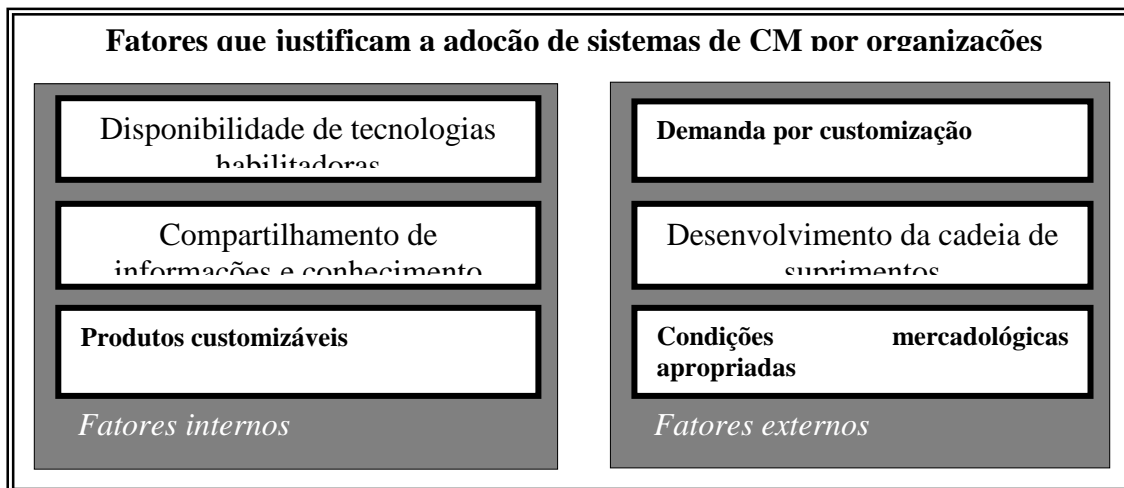 Fatores que justificam a adoção de sistemas de CM por organizações
Disponibilidade de tecnologias
habilitadoras
Compartilhamento de
informações e conhecimento
Produtos customizáveis
Fatores internos
Demanda por customização
Desenvolvimento da cadeia de
suprimentos
Condições mercadológicas
apropriadas
Fatores externos